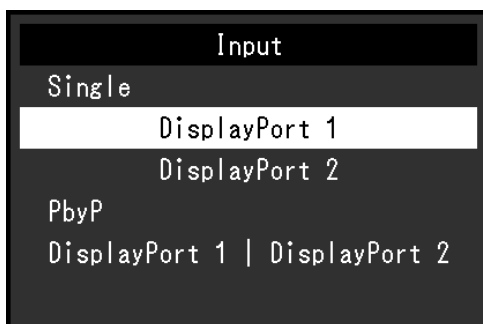 Input
Single
DisplayPort 1
DisplayPort 2
PbyP
DisplayPort 1 | DisplayPort 2